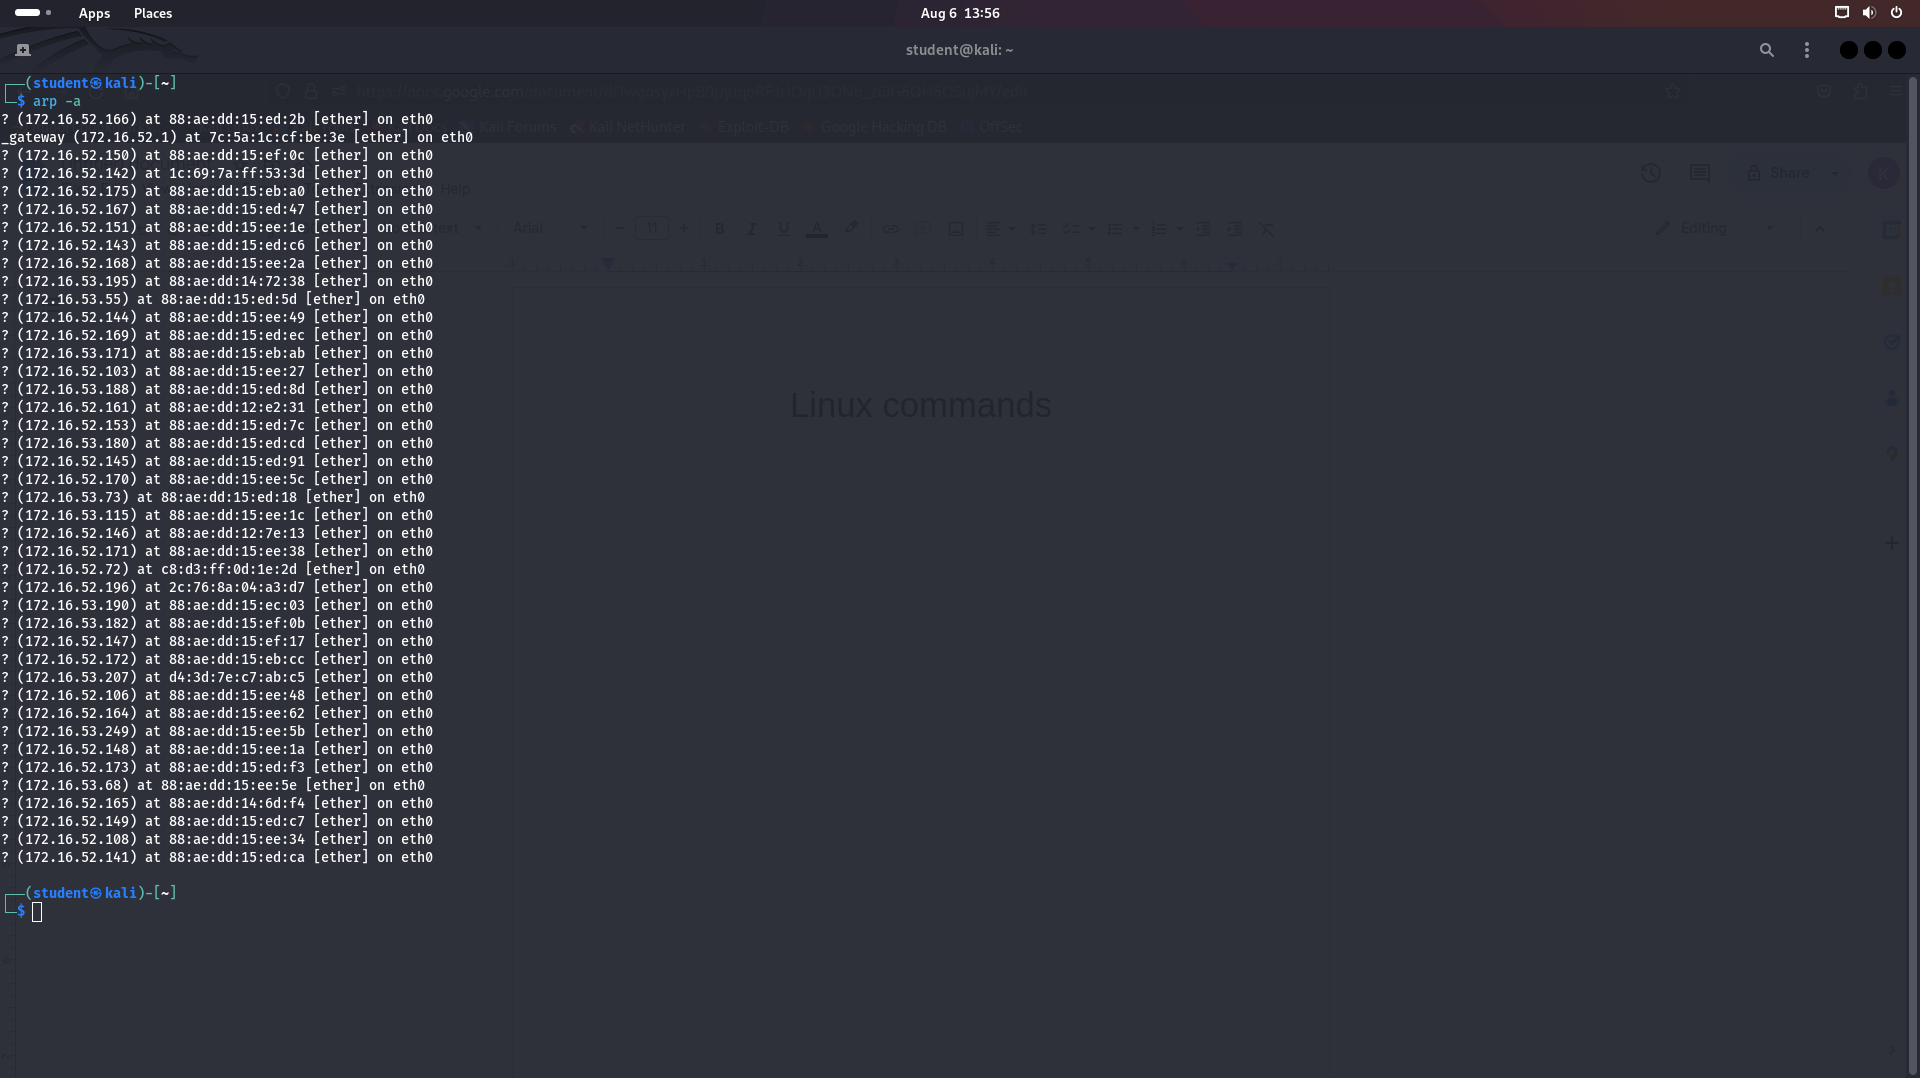 Apps Places Aug 6 13:56
student@kali: ~
┌──(student㉿kali)-[~]
└─$ arp -a
? (172.16.52.166) at 88:ae:dd:15:ed:2b [ether] on eth0
_gateway (172.16.52.1) at 7c:5a:1c:cf:be:3e [ether] on eth0
? (172.16.52.150) at 88:ae:dd:15:ef:0c [ether] on eth0
? (172.16.52.142) at 1c:69:7a:ff:53:3d [ether] on eth0
? (172.16.52.175) at 88:ae:dd:15:eb:a0 [ether] on eth0
? (172.16.52.167) at 88:ae:dd:15:ed:47 [ether] on eth0
? (172.16.52.151) at 88:ae:dd:15:ee:1e [ether] on eth0
? (172.16.52.143) at 88:ae:dd:15:ed:c6 [ether] on eth0
? (172.16.52.168) at 88:ae:dd:15:ee:2a [ether] on eth0
? (172.16.53.195) at 88:ae:dd:14:72:38 [ether] on eth0
? (172.16.53.55) at 88:ae:dd:15:ed:5d [ether] on eth0
? (172.16.52.144) at 88:ae:dd:15:ee:49 [ether] on eth0
? (172.16.52.169) at 88:ae:dd:15:ed:ec [ether] on eth0
? (172.16.53.171) at 88:ae:dd:15:eb:ab [ether] on eth0
? (172.16.52.103) at 88:ae:dd:15:ee:27 [ether] on eth0
? (172.16.53.188) at 88:ae:dd:15:ed:8d [ether] on eth0
? (172.16.52.161) at 88:ae:dd:12:e2:31 [ether] on eth0
? (172.16.52.153) at 88:ae:dd:15:ed:7c [ether] on eth0
? (172.16.53.180) at 88:ae:dd:15:ed:cd [ether] on eth0
? (172.16.52.145) at 88:ae:dd:15:ed:91 [ether] on eth0
? (172.16.52.170) at 88:ae:dd:15:ee:5c [ether] on eth0
? (172.16.53.73) at 88:ae:dd:15:ed:18 [ether] on eth0
? (172.16.53.115) at 88:ae:dd:15:ee:1c [ether] on eth0
? (172.16.52.146) at 88:ae:dd:12:7e:13 [ether] on eth0
? (172.16.52.171) at 88:ae:dd:15:ee:38 [ether] on eth0
? (172.16.52.72) at c8:d3:ff:0d:1e:2d [ether] on eth0
? (172.16.52.196) at 2c:76:8a:04:a3:d7 [ether] on eth0
? (172.16.53.190) at 88:ae:dd:15:ec:03 [ether] on eth0
? (172.16.53.182) at 88:ae:dd:15:ef:0b [ether] on eth0
? (172.16.52.147) at 88:ae:dd:15:ef:17 [ether] on eth0
? (172.16.52.172) at 88:ae:dd:15:eb:cc [ether] on eth0
? (172.16.53.207) at d4:3d:7e:c7:ab:c5 [ether] on eth0
? (172.16.52.106) at 88:ae:dd:15:ee:48 [ether] on eth0
? (172.16.52.164) at 88:ae:dd:15:ee:62 [ether] on eth0
? (172.16.53.249) at 88:ae:dd:15:ee:5b [ether] on eth0
? (172.16.52.148) at 88:ae:dd:15:ee:1a [ether] on eth0
? (172.16.52.173) at 88:ae:dd:15:ed:f3 [ether] on eth0
? (172.16.53.68) at 88:ae:dd:15:ee:5e [ether] on eth0
? (172.16.52.165) at 88:ae:dd:14:6d:f4 [ether] on eth0
? (172.16.52.149) at 88:ae:dd:15:ed:c7 [ether] on eth0
? (172.16.52.108) at 88:ae:dd:15:ee:34 [ether] on eth0
? (172.16.52.141) at 88:ae:dd:15:ed:ca [ether] on eth0
┌──(student㉿kali)-[~]
└─$
Kali Forums Kali NetHunter Exploit-DB Google Hacking DB OffSec
Help Share K
Arial 11 Editing
Linux commands